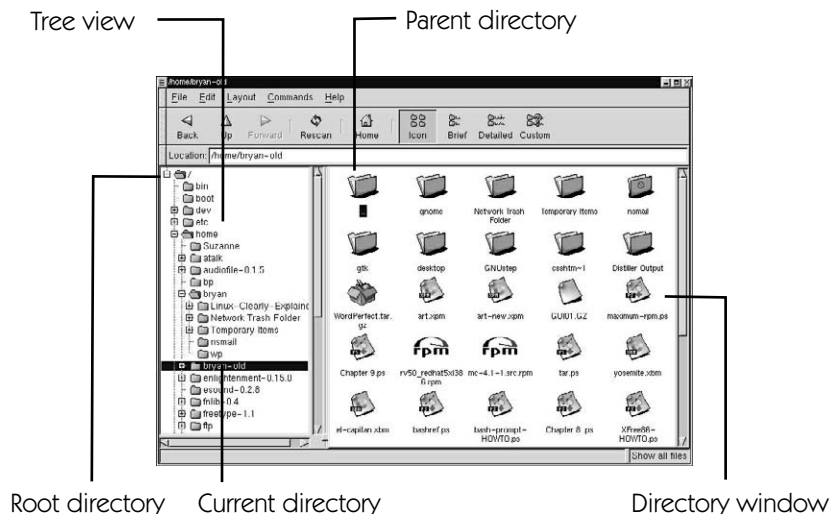 Tree view
Parent directory
/home/bryan-old
File Edit Layout Commands Help
Back Up Forward Rescan Home Icon Brief Detailed Custom
Location: /home/bryan-old
/
bin
boot
dev
etc
home
Suzanne
atalk
audiofile-0.1.5
bp
bryan
Linux-Clearly-Explaine
Network Trash Folder
Temporary Items
nsmail
wp
bryan-old
enlightenment-0.15.0
esound-0.2.8
fnlib-0.4
freetype-1.1
ftp
..
gnome
Network Trash Folder
Temporary Items
nsmail
gtk
desktop
GNUstep
csshtm~1
Distiller Output
WordPerfect.tar.gz
art.xpm
art-new.xpm
GUI01.GZ
maximum-rpm.ps
Chapter 9.ps
rpm
rv50_redhat5xi386.rpm
rpm
mc-4.1-1.src.rpm
tar.ps
yosemite.xbm
el-capitan.xbm
bashref.ps
bash-prompt-HOWTO.ps
Chapter 8 .ps
XFree86-HOWTO.ps
Show all files
Root directory
Current directory
Directory window